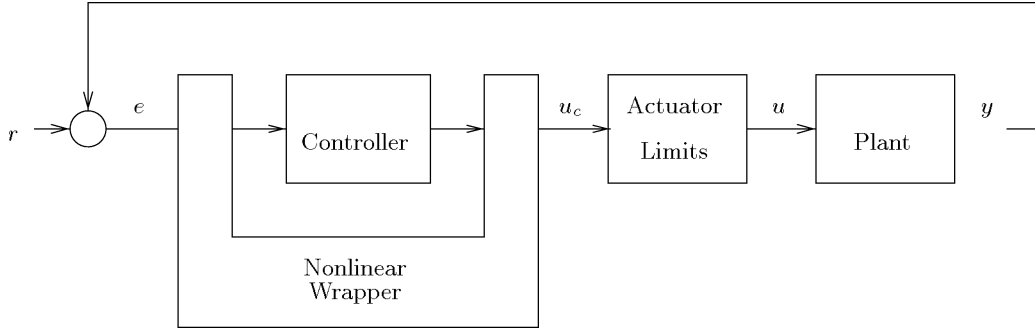 r
e
Controller
Nonlinear
Wrapper
u_c
Actuator
Limits
u
Plant
y